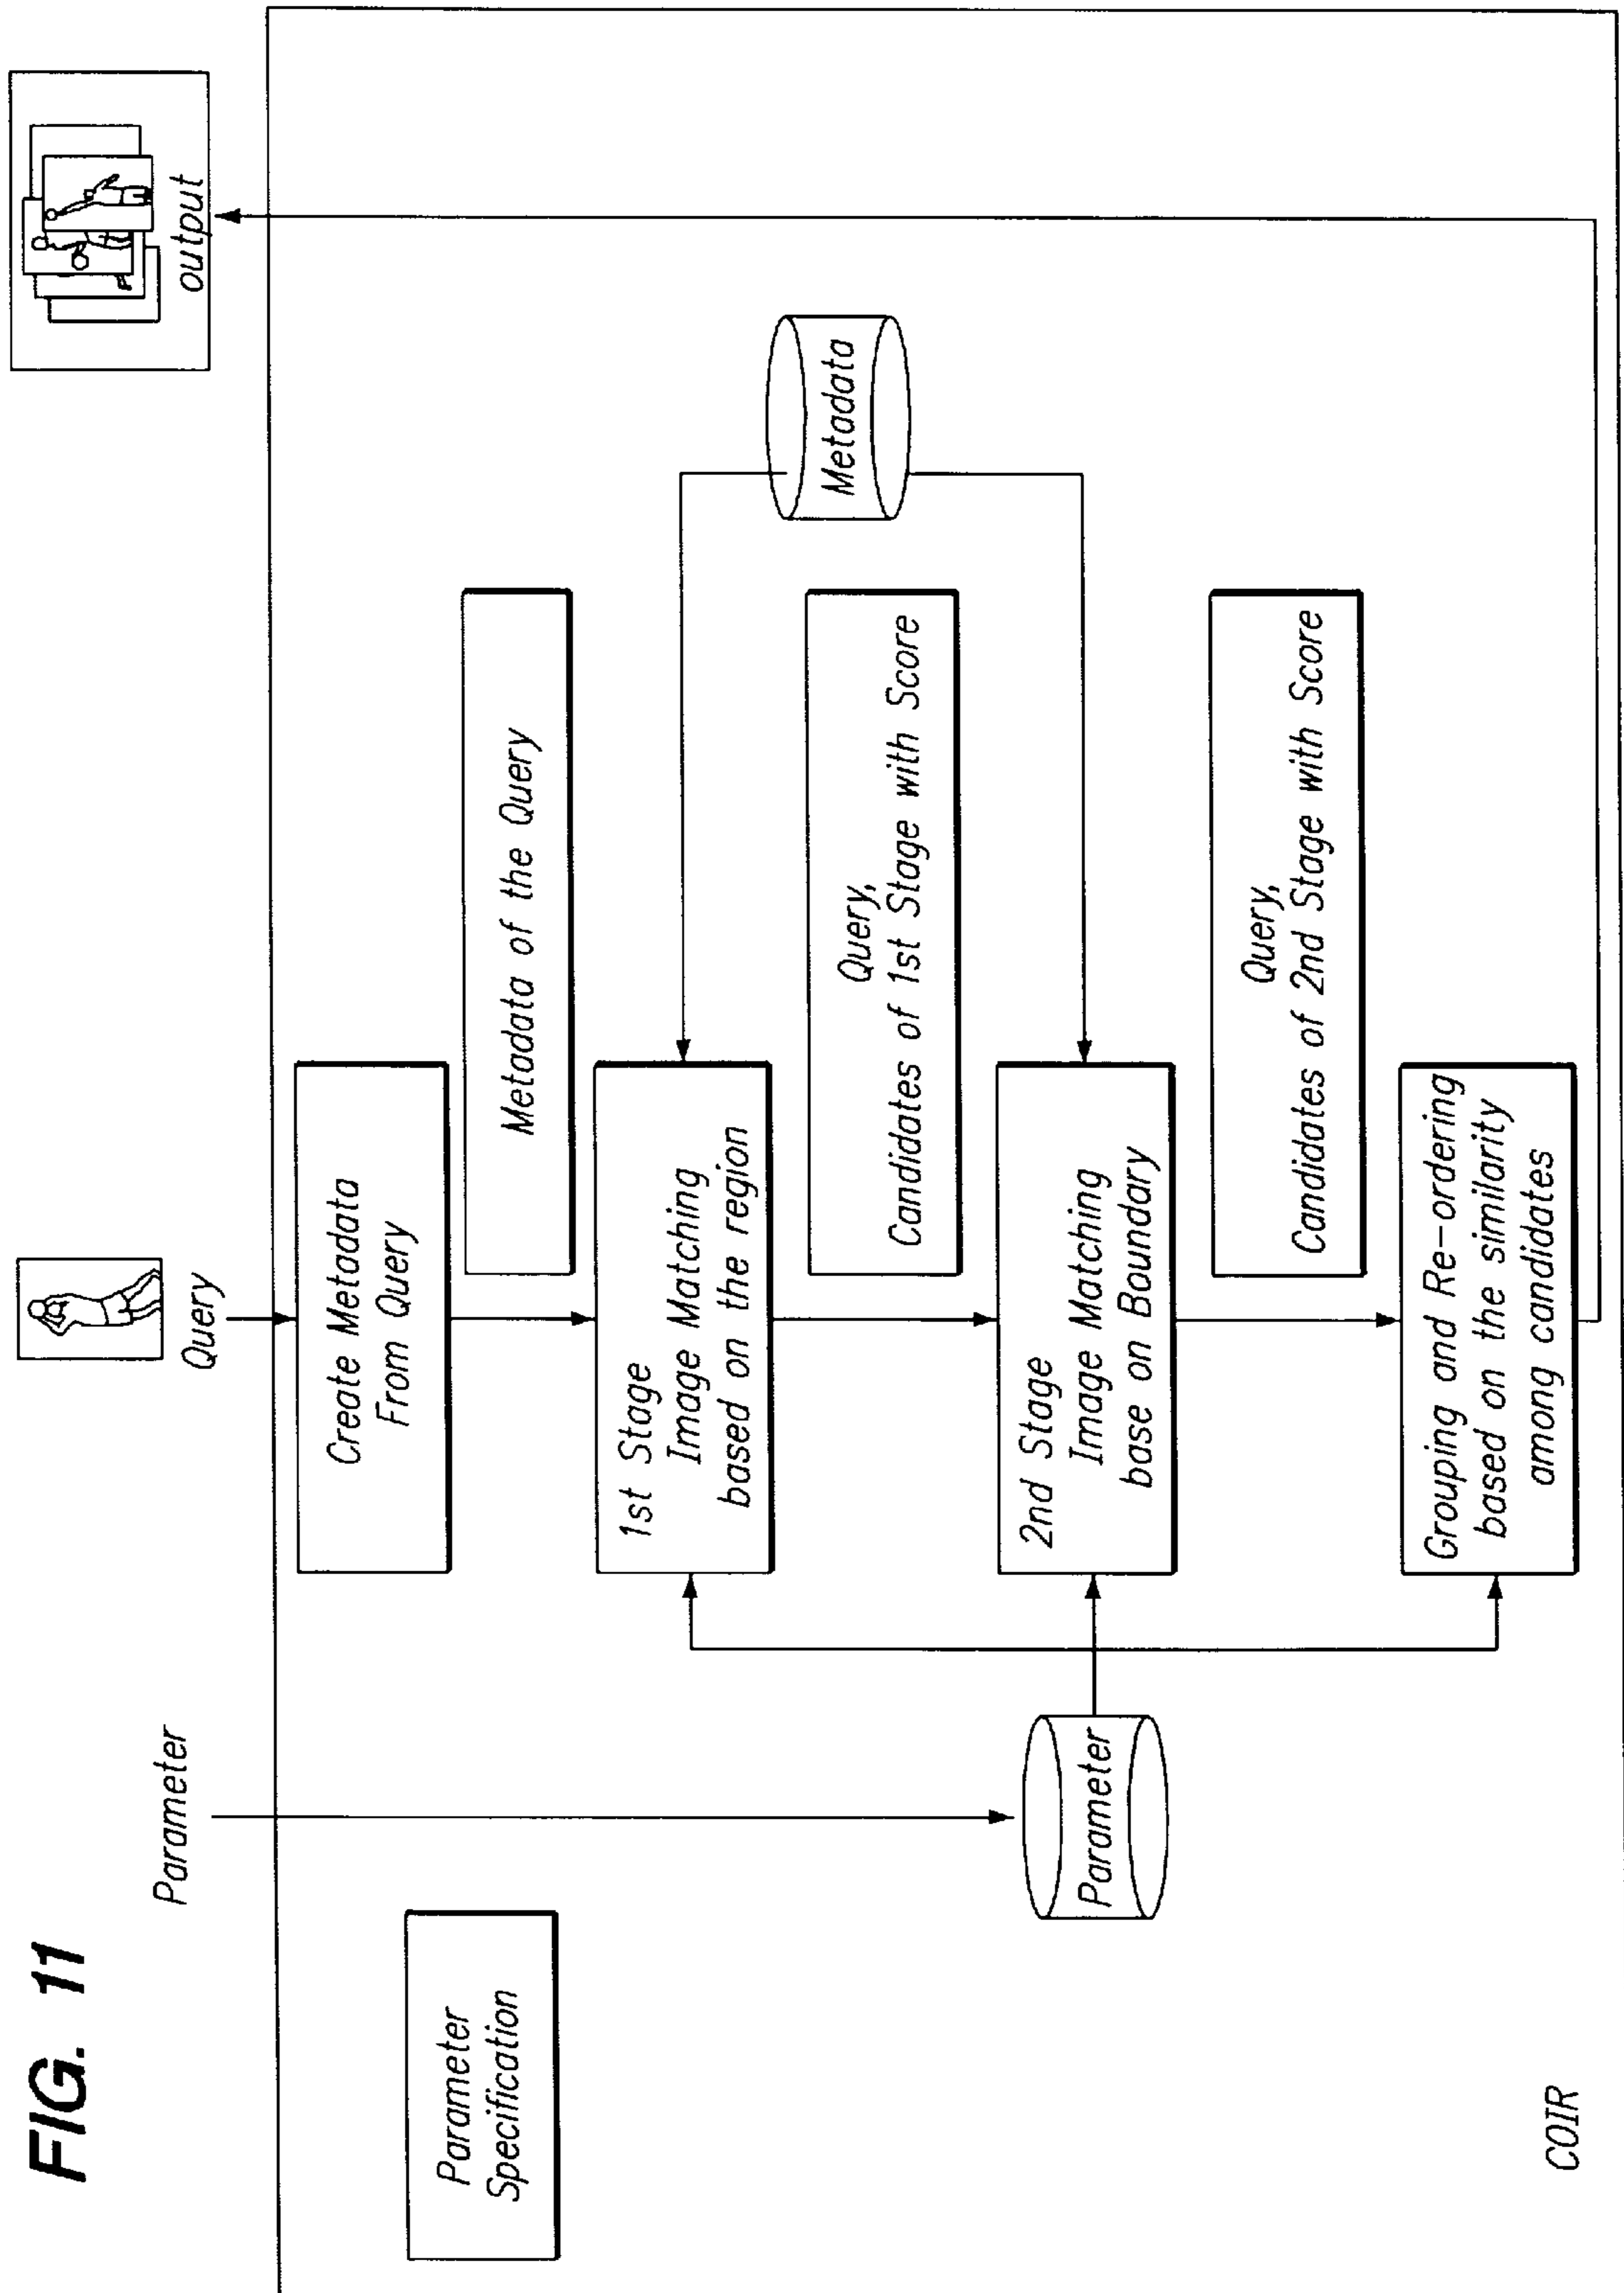 FIG. 11
Parameter
Query
output
Parameter
Specification
Create Metadata
From Query
Metadata of the Query
1st Stage
Image Matching
based on the region
Metadata
Query,
Candidates of 1st Stage with Score
Parameter
2nd Stage
Image Matching
base on Boundary
Query,
Candidates of 2nd Stage with Score
Grouping and Re-ordering
based on the similarity
among candidates
COIR